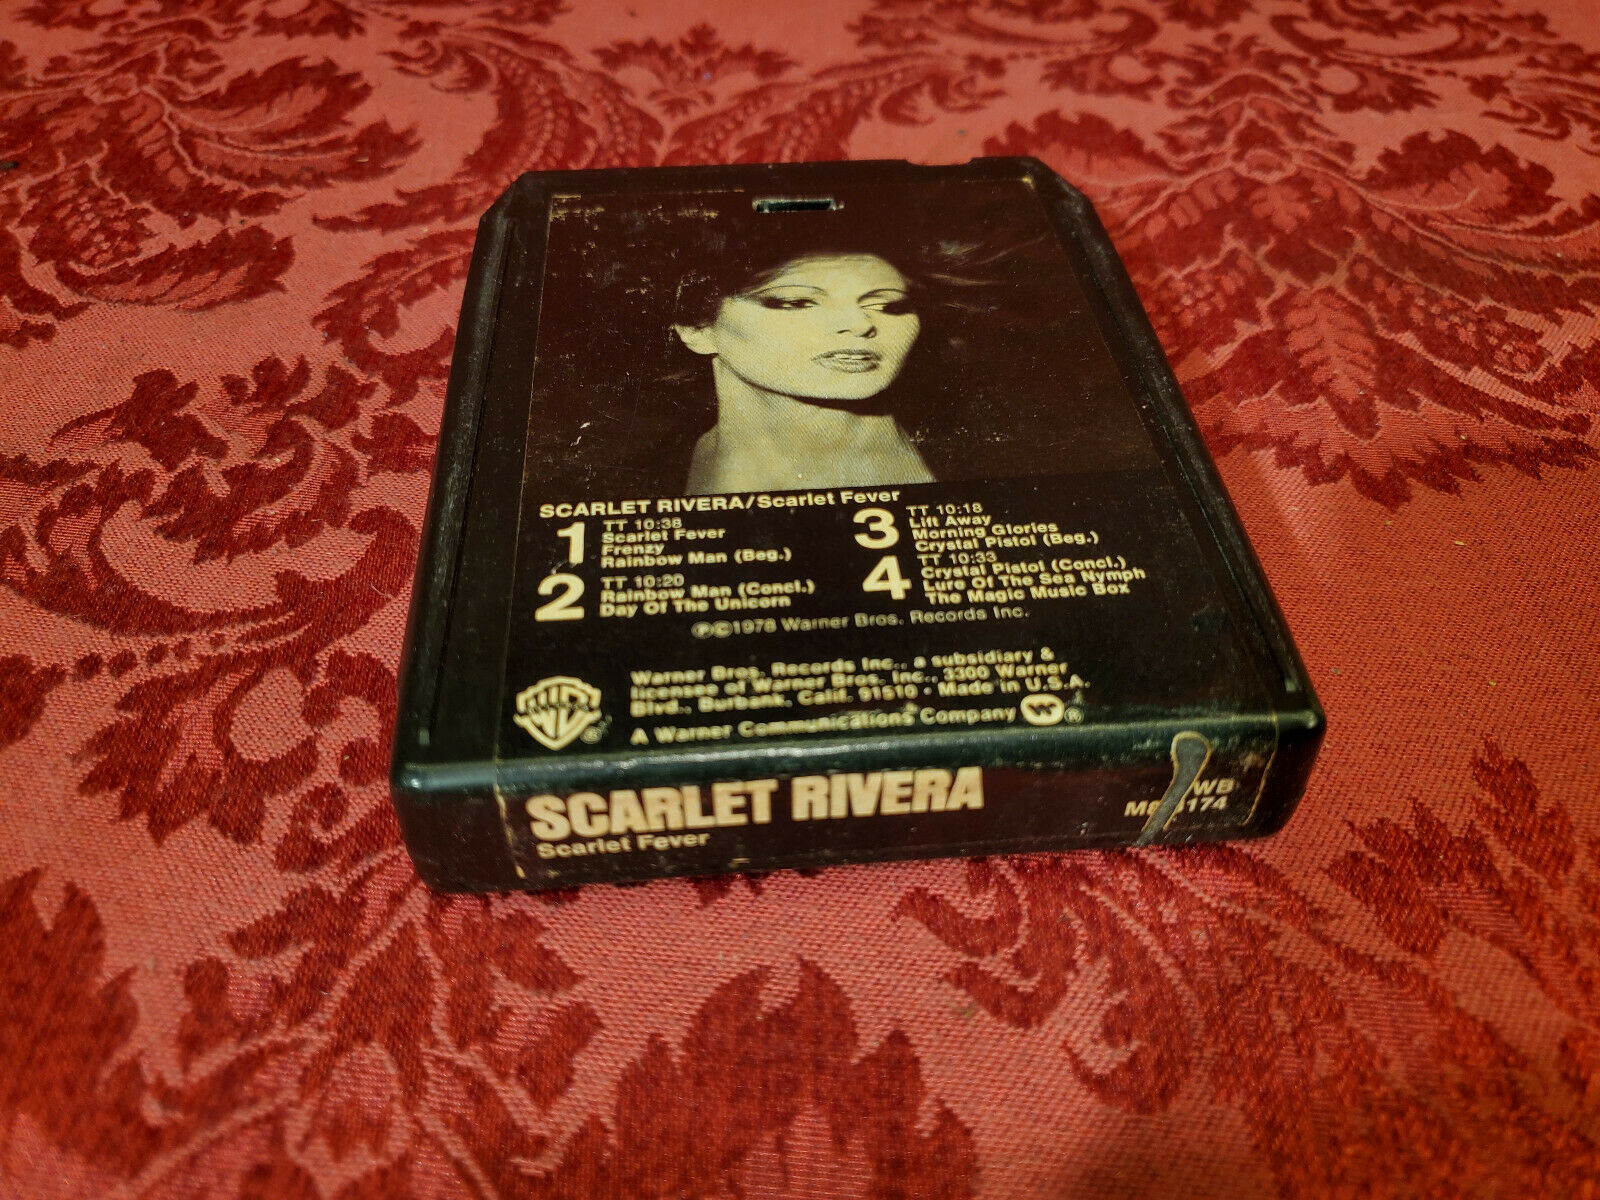 SCARLET RIVERA/Scarlet Fever
1
TT 10:38
Scarlet Fever
Frenzy
Rainbow Man (Beg.)
2
TT 10:20
Rainbow Man (Concl.)
Day Of The Unicorn
3
TT 10:18
Lift Away
Morning Glories
Crystal Pistol (Beg.)
4
TT 10:33
Crystal Pistol (Concl.)
Lure Of The Sea Nymph
The Magic Music Box
℗©1978 Warner Bros. Records Inc.
Warner Bros. Records Inc., a subsidiary &
licensee of Warner Bros. Inc., 3300 Warner
Blvd., Burbank, Calif. 91510 • Made in U.S.A.
A Warner Communications Company ®
SCARLET RIVERA
Scarlet Fever
WB